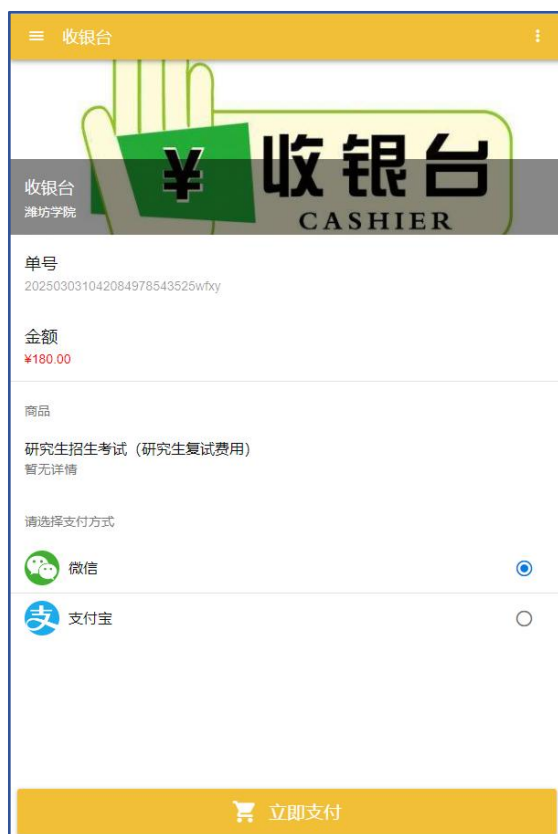 收银台
¥
收银台
CASHIER
收银台
潍坊学院
单号
202503031042084978543525wfxy
金额
¥180.00
商品
研究生招生考试（研究生复试费用）
暂无详情
请选择支付方式
微信
支付宝
立即支付